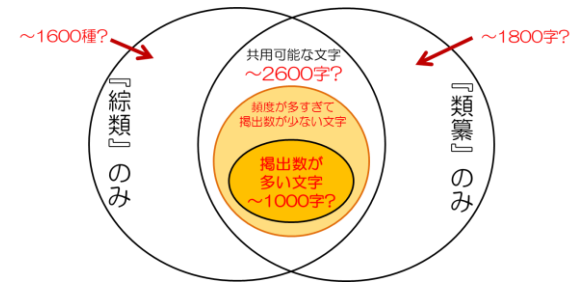 ~1600種?
『綜類』のみ
共用可能な文字
~2600字?
頻度が多すぎて
掲出数が少ない文字
掲出数が
多い文字
~1000字?
~1800字?
『類纂』のみ